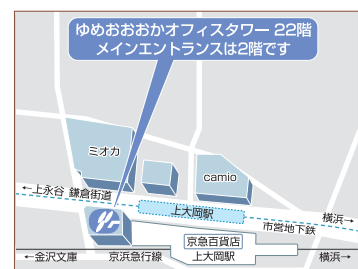 ゆめおおおかオフィスタワー 22階
メインエントランスは2階です
ミオカ
camio
←上永谷 鎌倉街道
上大岡駅
市営地下鉄
横浜→
京急百貨店
←金沢文庫
京浜急行線
上大岡駅
横浜→